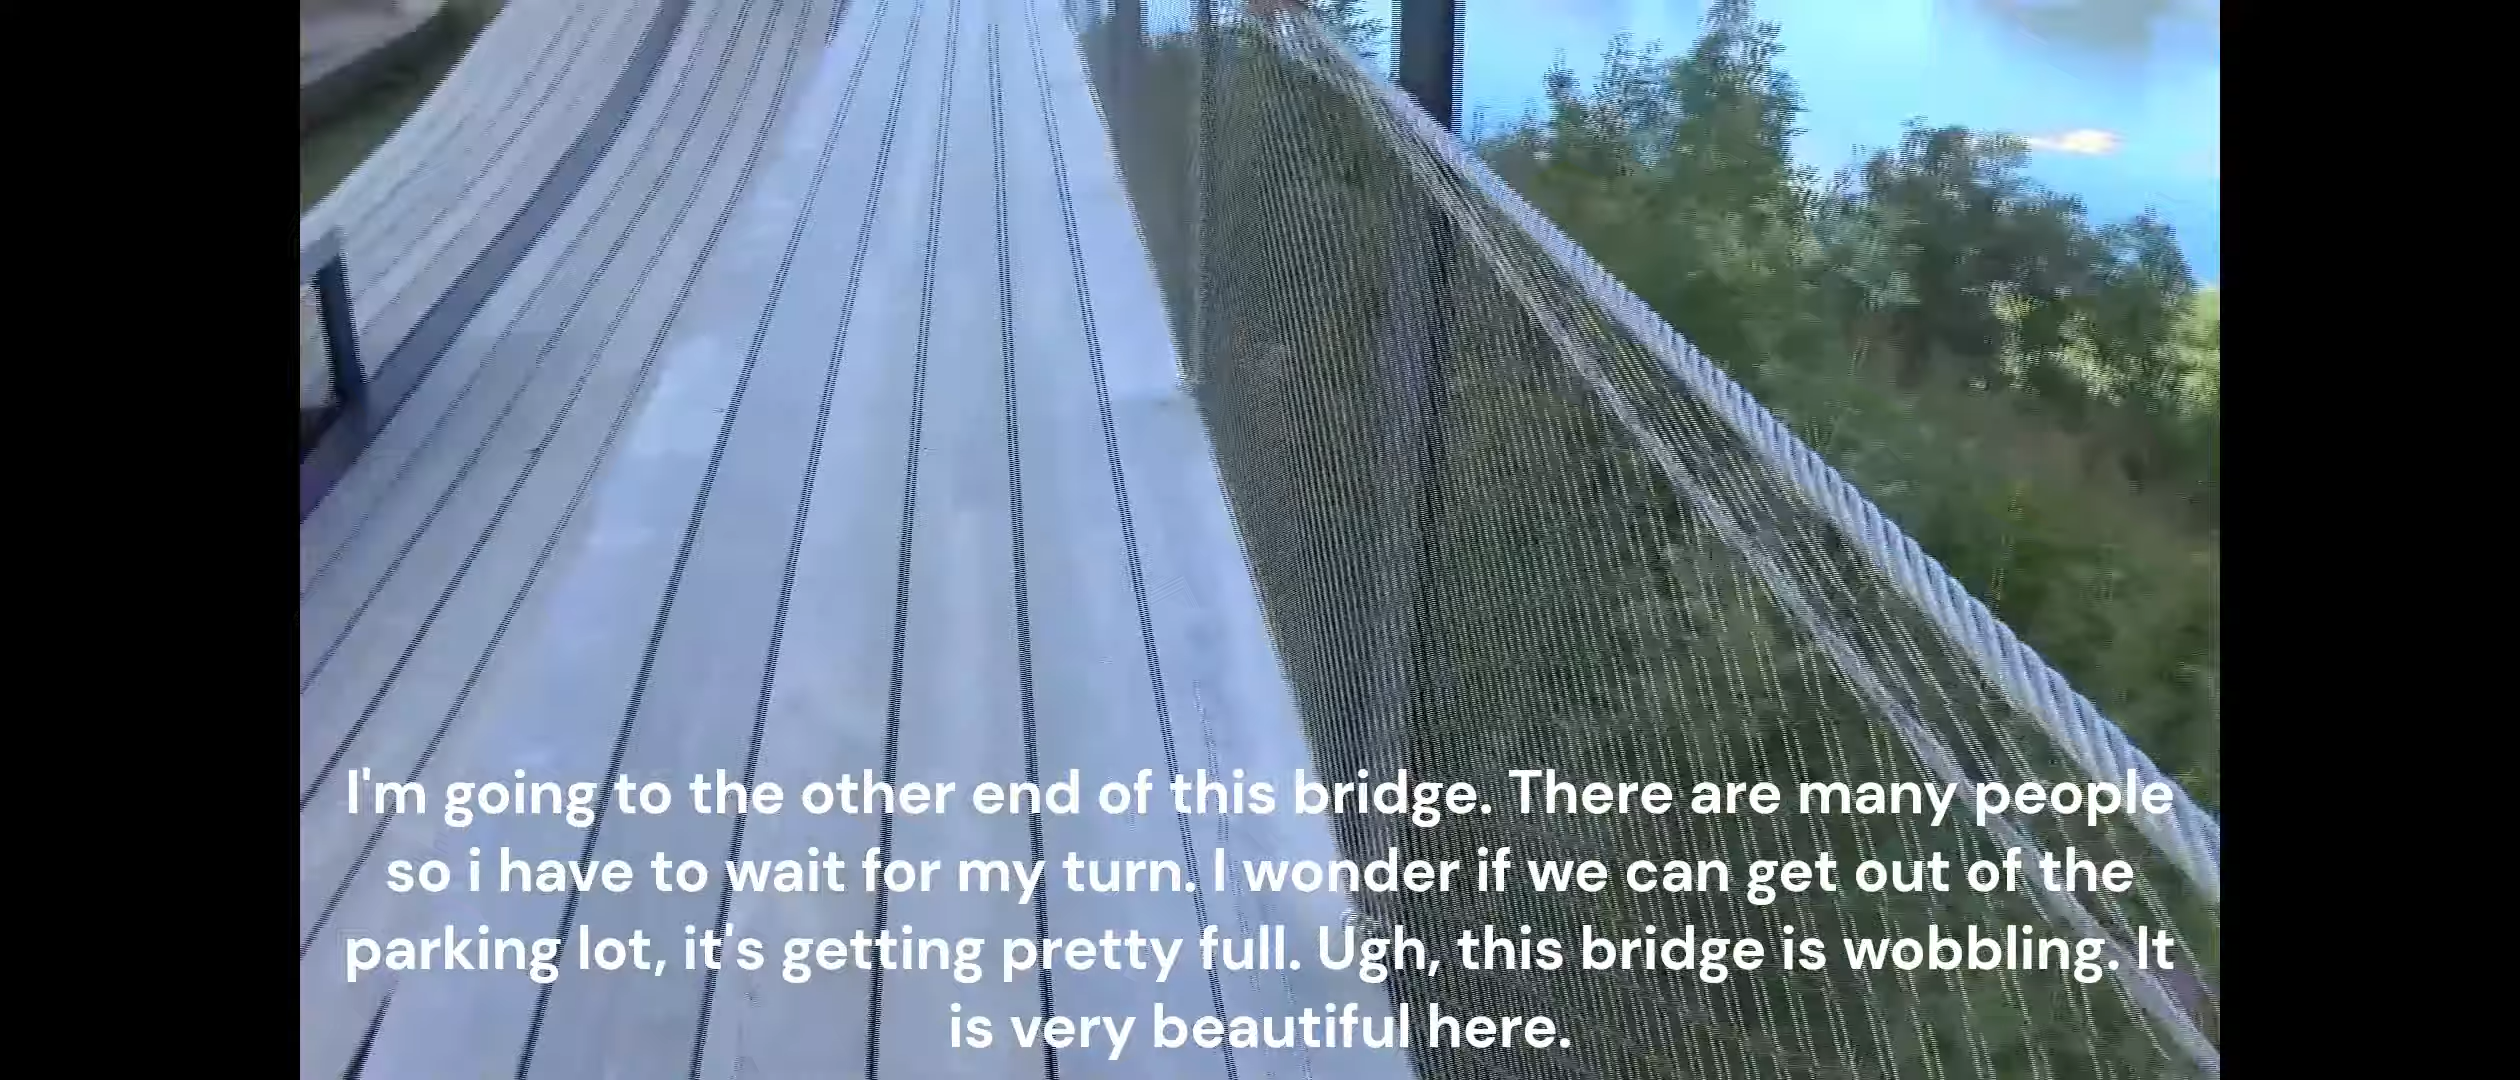 I'm going to the other end of this bridge. There are many people
so i have to wait for my turn. I wonder if we can get out of the
parking lot, it's getting pretty full. Ugh, this bridge is wobbling. It
is very beautiful here.